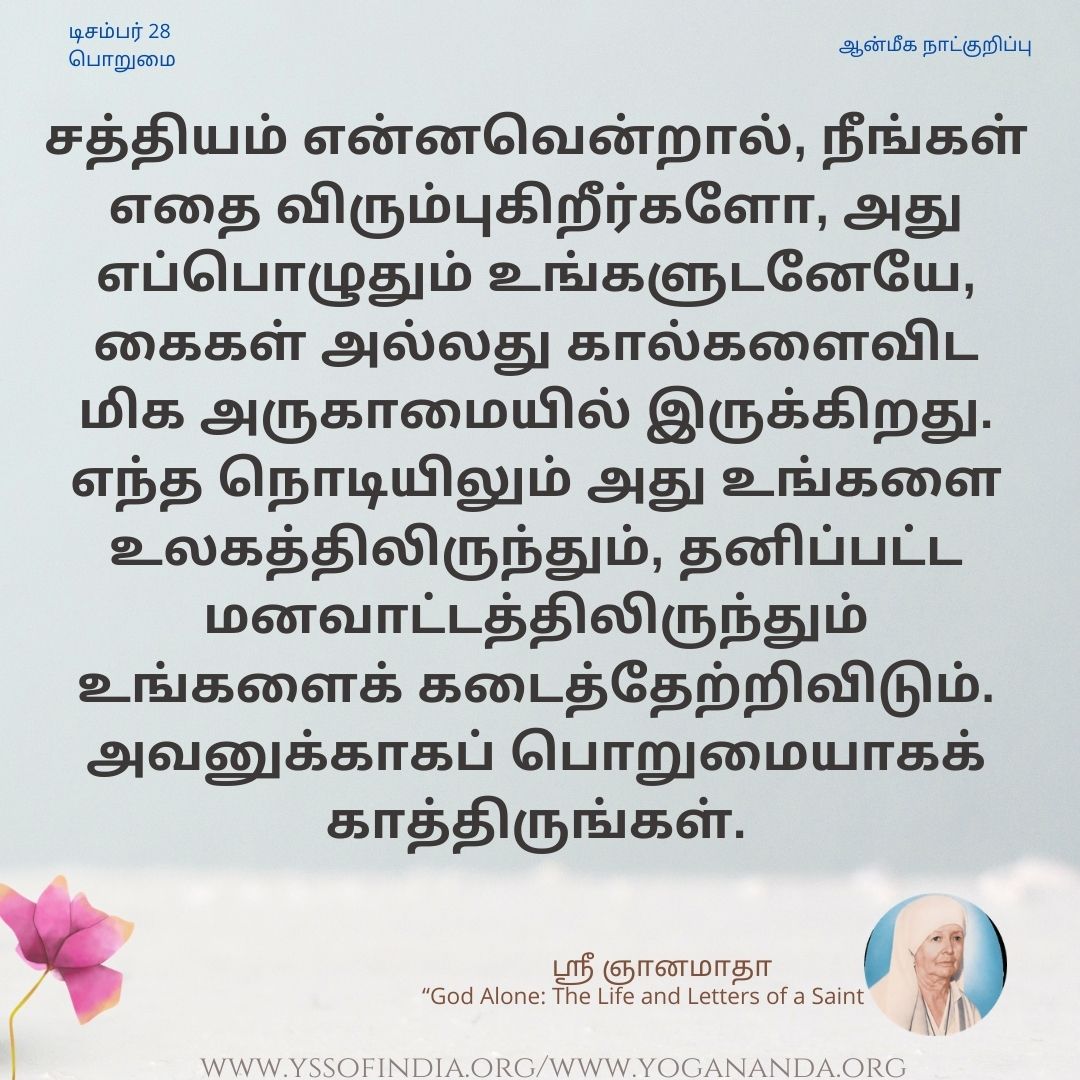 டிசம்பர் 28
பொறுமை
ஆன்மீக நாட்குறிப்பு
சத்தியம் என்னவென்றால், நீங்கள்
எதை விரும்புகிறீர்களோ, அது
எப்பொழுதும் உங்களுடனேயே,
கைகள் அல்லது கால்களைவிட
மிக அருகாமையில் இருக்கிறது.
எந்த நொடியிலும் அது உங்களை
உலகத்திலிருந்தும், தனிப்பட்ட
மனவாட்டத்திலிருந்தும்
உங்களைக் கடைத்தேற்றிவிடும்.
அவனுக்காகப் பொறுமையாகக்
காத்திருங்கள்.
ஸ்ரீ ஞானமாதா
“God Alone: The Life and Letters of a Saint
WWW.YSSOFINDIA.ORG/WWW.YOGANANDA.ORG